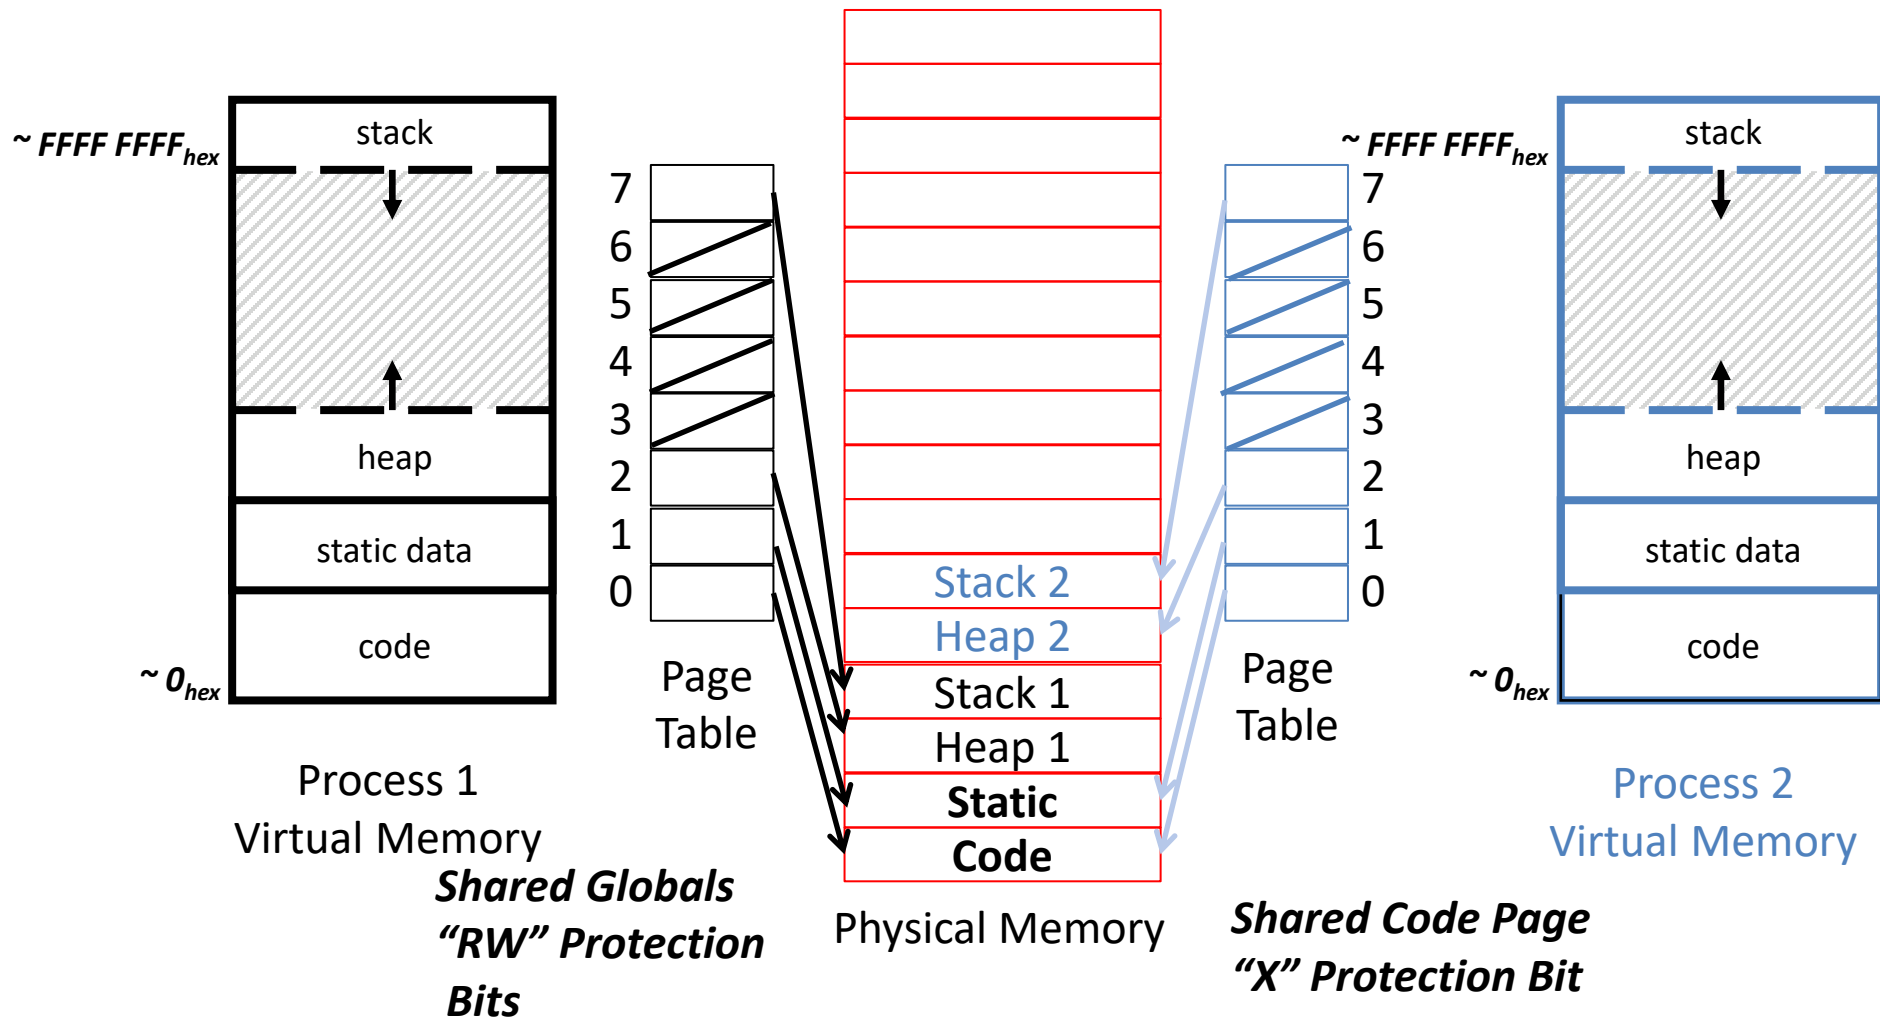 ~ FFFF FFFFhex
stack
heap
static data
code
~ 0hex
Process 1
Virtual Memory
7
6
5
4
3
2
1
0
Page
Table
Shared Globals
“RW” Protection
Bits
Stack 2
Heap 2
Stack 1
Heap 1
Static
Code
Physical Memory
7
6
5
4
3
2
1
0
Page
Table
Shared Code Page
“X” Protection Bit
~ FFFF FFFFhex
stack
heap
static data
code
~ 0hex
Process 2
Virtual Memory